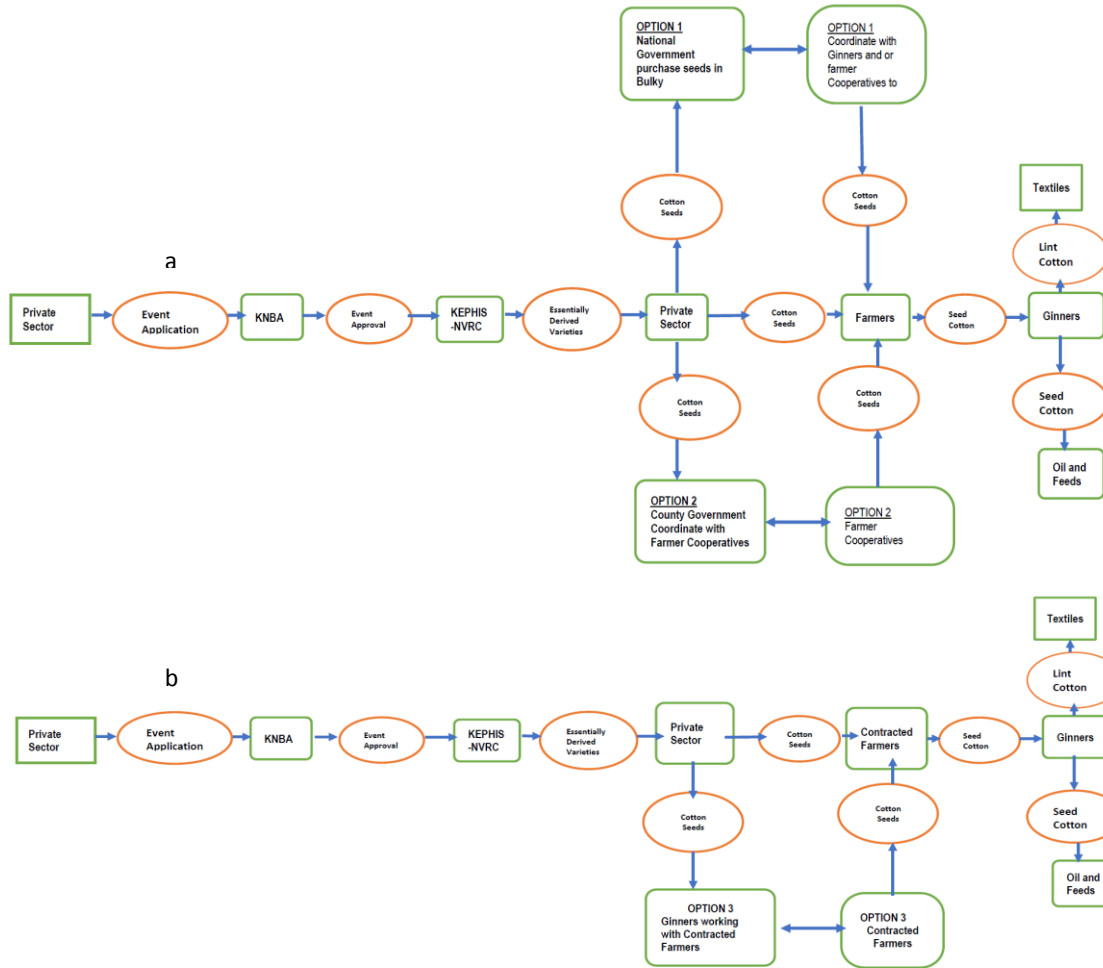 OPTION 1
National
Government
purchase seeds in
Bulky
OPTION 1
Coordinate with
Ginners and or
farmer
Cooperatives to
Cotton
Seeds
Cotton
Seeds
Textiles
Lint
Cotton
a
Private
Sector
Event
Application
KNBA
Event
Approval
KEPHIS
-NVRC
Essentially
Derived
Varieties
Private
Sector
Cotton
Seeds
Farmers
Seed
Cotton
Ginners
Cotton
Seeds
Cotton
Seeds
Seed
Cotton
Oil and
Feeds
OPTION 2
County Government
Coordinate with
Farmer Cooperatives
OPTION 2
Farmer
Cooperatives
Textiles
Lint
Cotton
b
Private
Sector
Event
Application
KNBA
Event
Approval
KEPHIS
-NVRC
Essentially
Derived
Varieties
Private
Sector
Cotton
Seeds
Contracted
Farmers
Seed
Cotton
Ginners
Cotton
Seeds
Cotton
Seeds
Seed
Cotton
Oil and
Feeds
OPTION 3
Ginners working
with Contracted
Farmers
OPTION 3
Contracted
Farmers